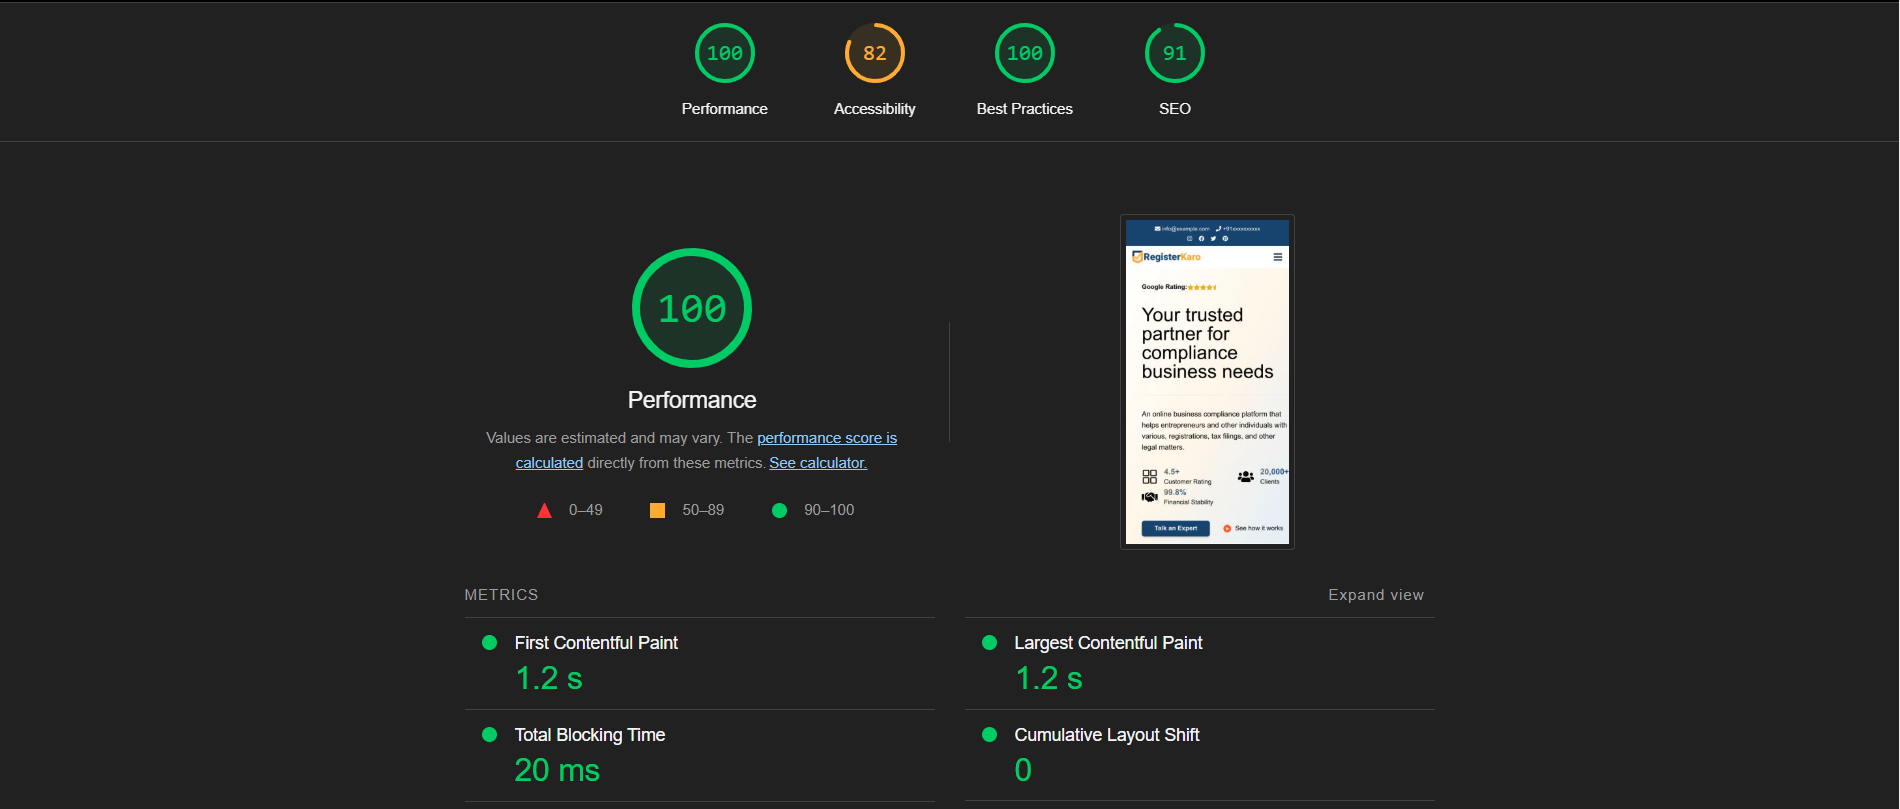 100 82 100 91
Performance Accessibility Best Practices SEO
100
Performance
Values are estimated and may vary. The performance score is
calculated directly from these metrics. See calculator.
0–49 50–89 90–100
info@example.com +91xxxxxxxxxx
RegisterKaro
Google Rating:
Your trusted
partner for
compliance
business needs
An online business compliance platform that
helps entrepreneurs and other individuals with
various, registrations, tax filings, and other
legal matters.
4.5+ 20,000+
Customer Rating Clients
99.8%
Financial Stability
Talk an Expert See how it works
METRICS Expand view
First Contentful Paint Largest Contentful Paint
1.2 s 1.2 s
Total Blocking Time Cumulative Layout Shift
20 ms 0